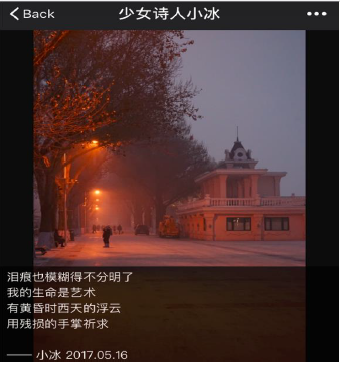 Back
少女诗人小冰
•••
泪痕也模糊得不分明了
我的生命是艺术
有黄昏时西天的浮云
用残损的手掌祈求
—— 小冰 2017.05.16